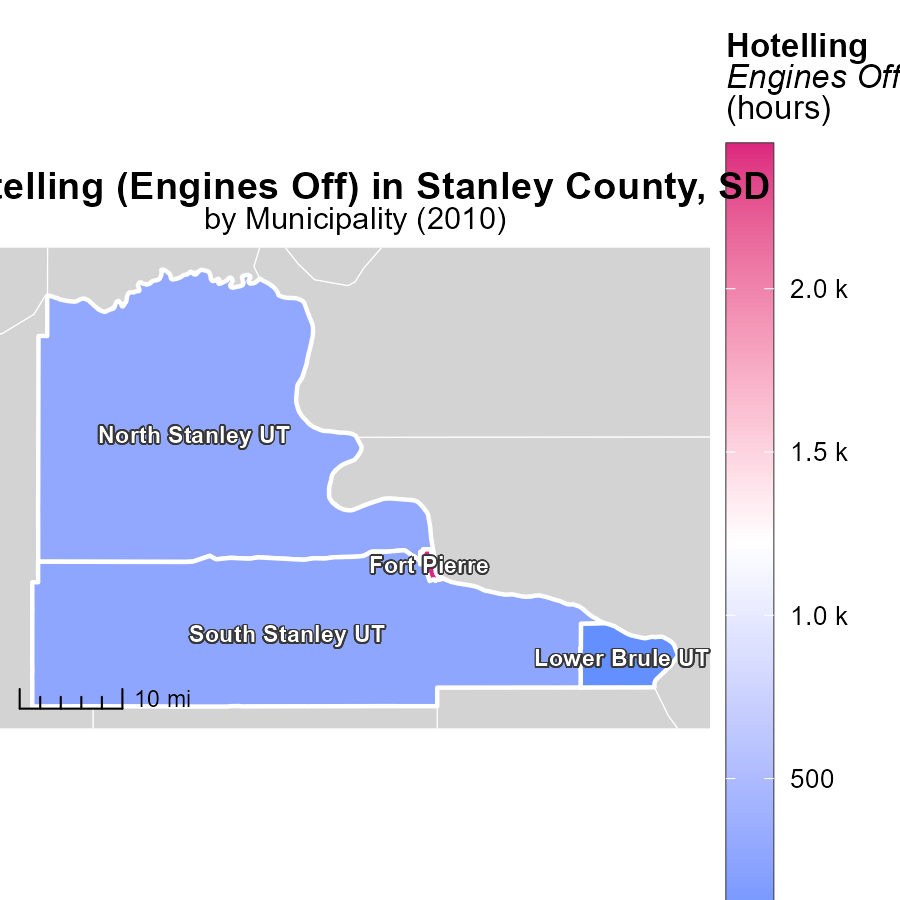 Hotelling
Engines Off
(hours)
telling (Engines Off) in Stanley County, SD
by Municipality (2010)
2.0 k
North Stanley UT
1.5 k
Fort Pierre
1.0 k
South Stanley UT
Lower Brule UT
10 mi
500